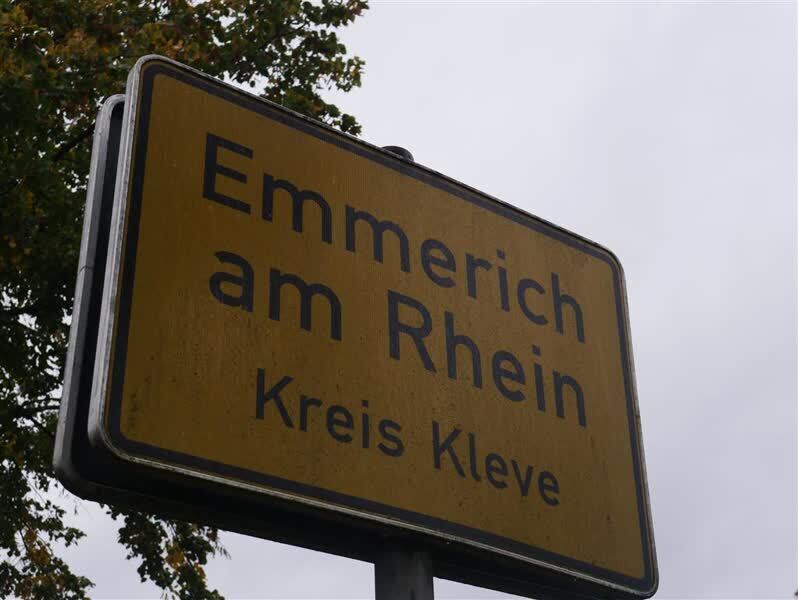 Emmerich
am Rhein
Kreis Kleve